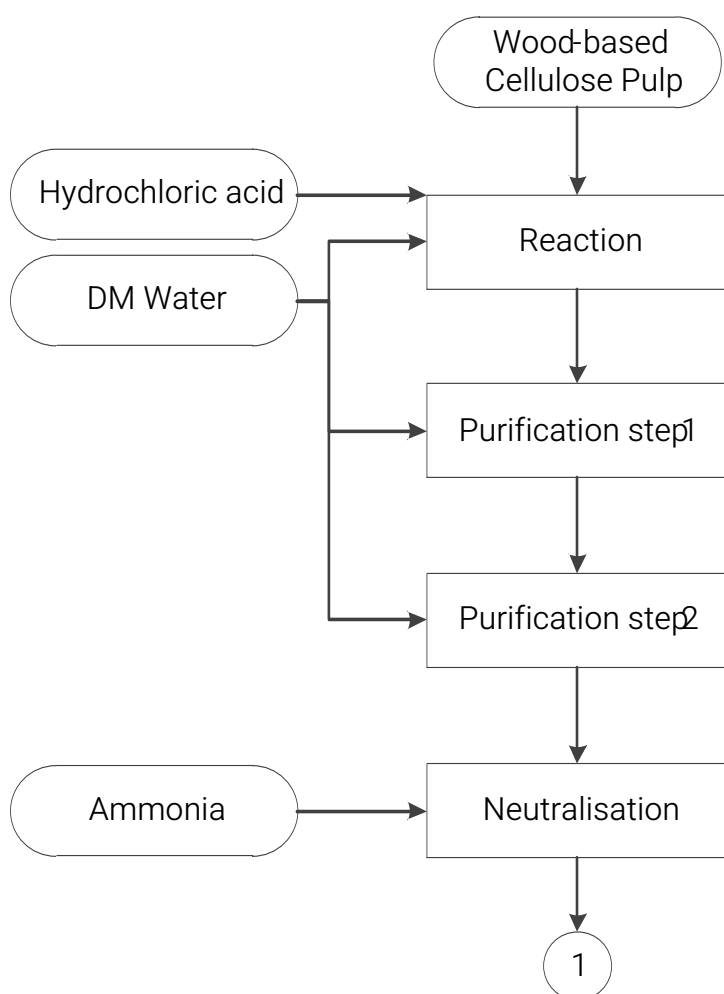 Wood-based
Cellulose Pulp
Hydrochloric acid
Reaction
DM Water
Purification step1
Purification step2
Ammonia
Neutralisation
1